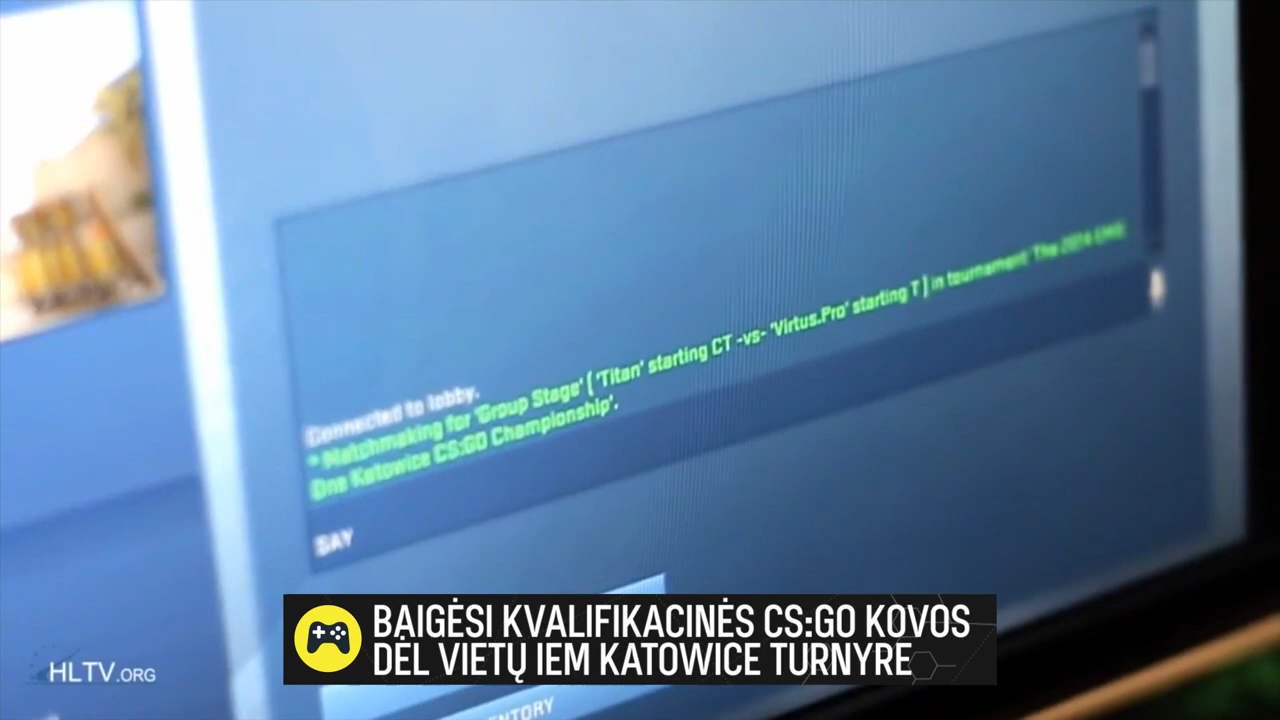 Connected to lobby.
* Matchmaking for 'Group Stage' [ 'Titan' starting CT -vs- 'Virtus.Pro' starting T ] in tournament 'The 2014 EMS
One Katowice CS:GO Championship'.
SAY
BAIGĖSI KVALIFIKACINĖS CS:GO KOVOS
DĖL VIETŲ IEM KATOWICE TURNYRE
HLTV.ORG